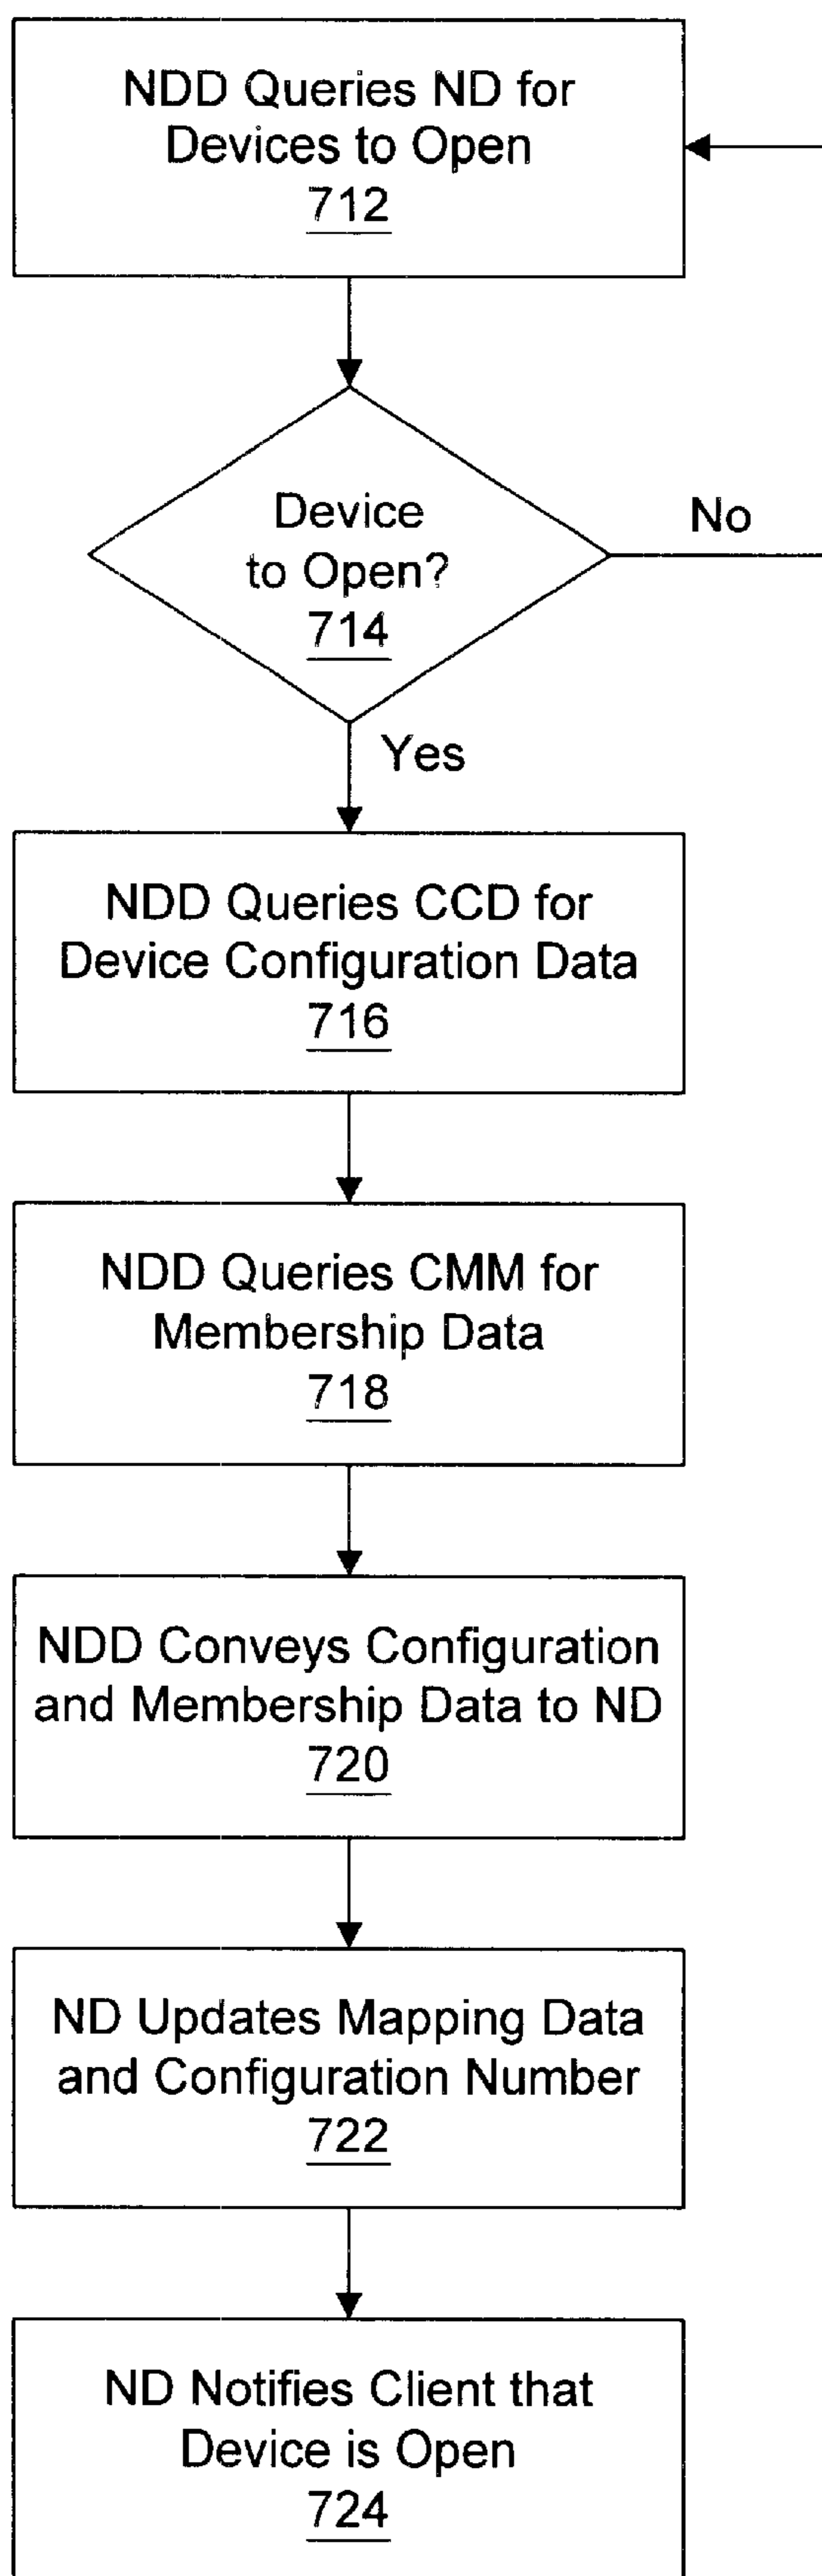 NDD Queries ND for
Devices to Open
712
Device
to Open?
714
No
Yes
NDD Queries CCD for
Device Configuration Data
716
NDD Queries CMM for
Membership Data
718
NDD Conveys Configuration
and Membership Data to ND
720
ND Updates Mapping Data
and Configuration Number
722
ND Notifies Client that
Device is Open
724